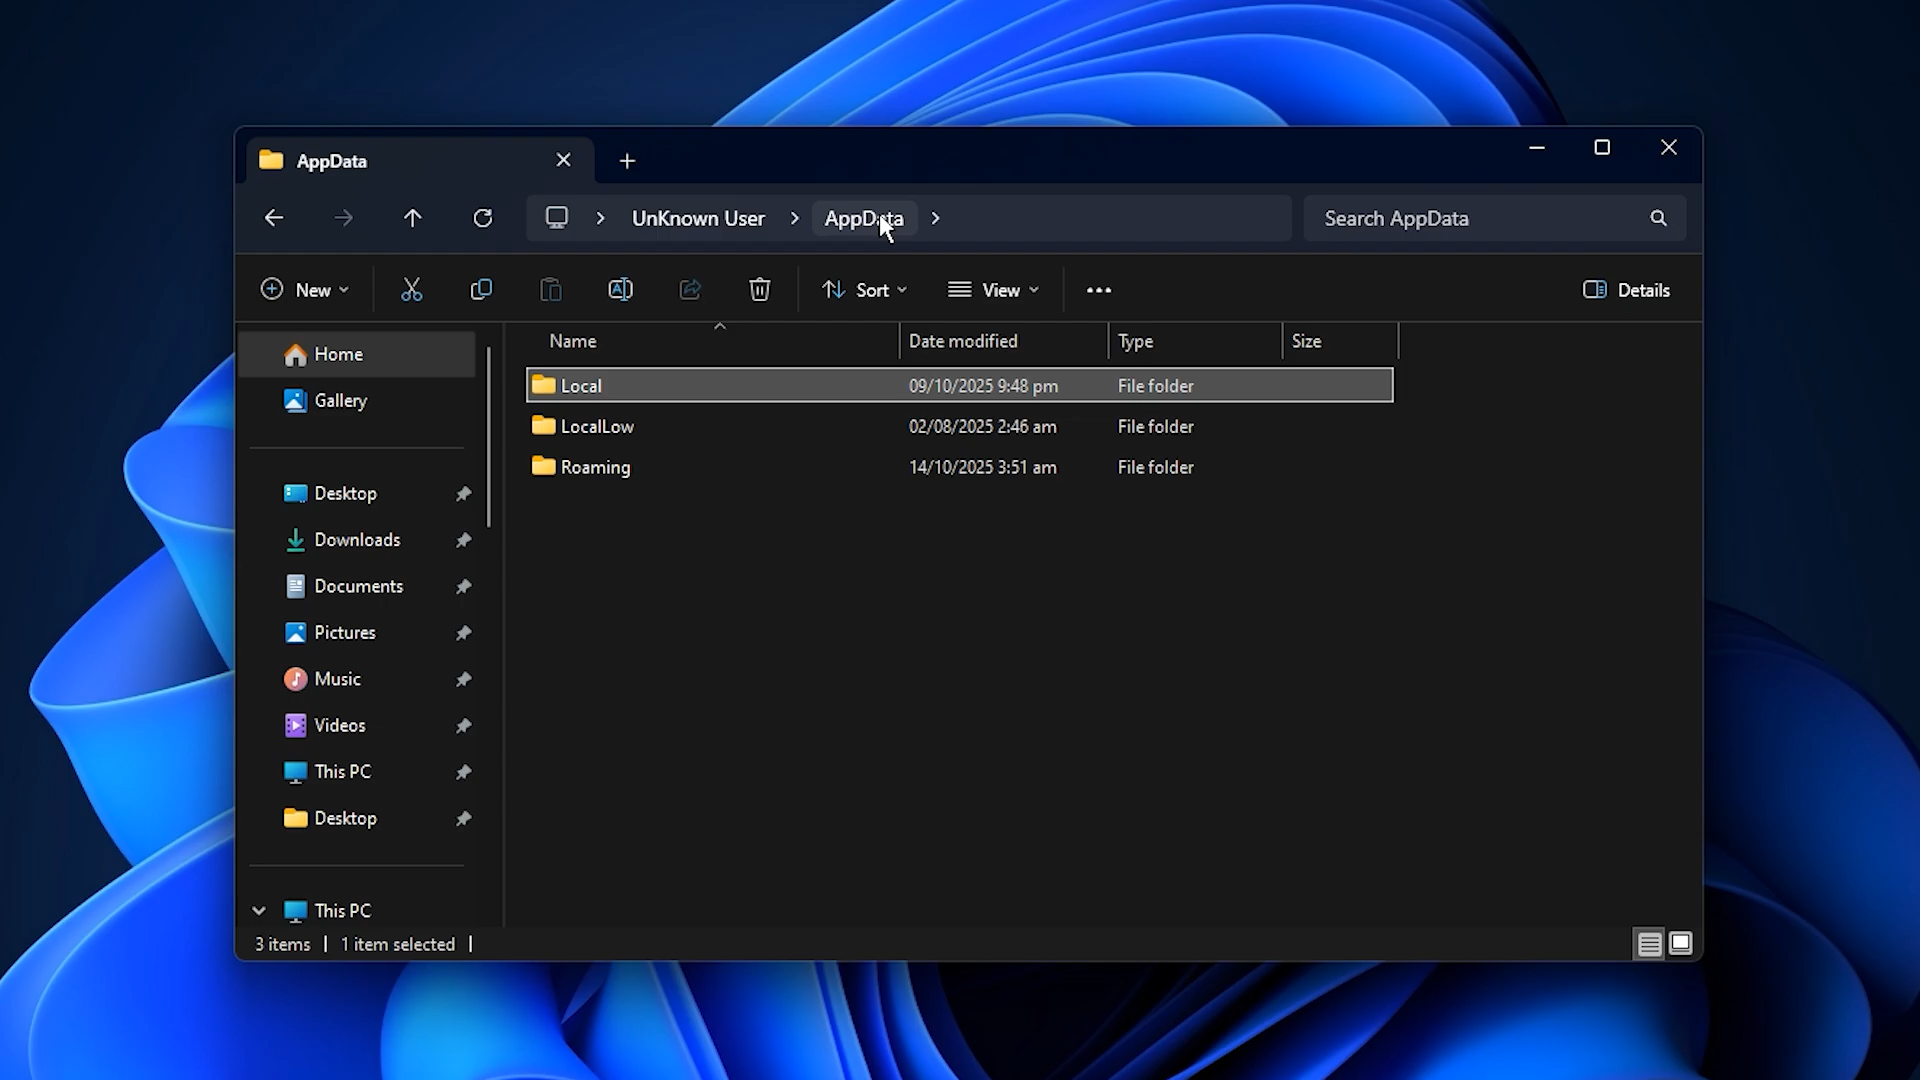 AppData
UnKnown User > AppData >
Search AppData
New
Sort
View
Details
Name Date modified Type Size
Home
Gallery
Desktop
Downloads
Documents
Pictures
Music
Videos
This PC
Desktop
This PC
Local 09/10/2025 9:48 pm File folder
LocalLow 02/08/2025 2:46 am File folder
Roaming 14/10/2025 3:51 am File folder
3 items | 1 item selected |